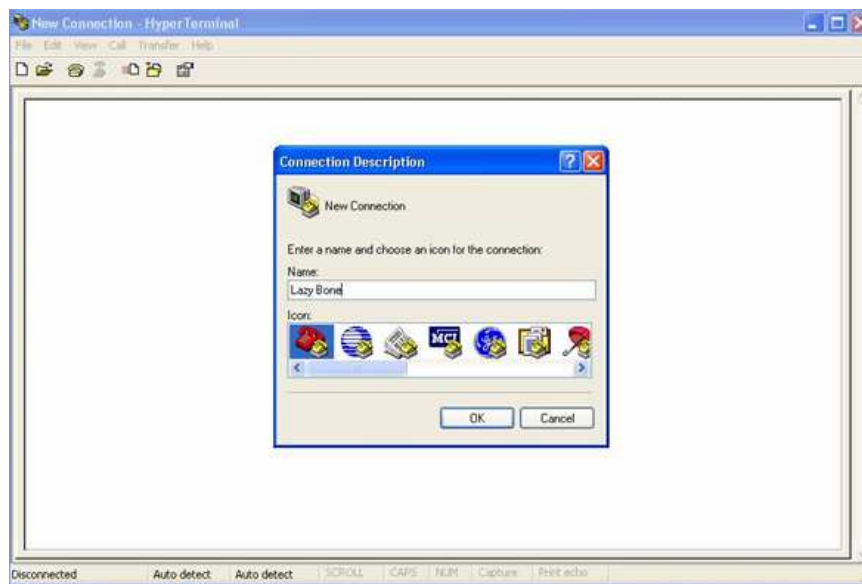 New Connection - HyperTerminal
File Edit View Call Transfer Help
Connection Description
New Connection
Enter a name and choose an icon for the connection:
Name:
Lazy Bone
Icon:
MCI
OK Cancel
Disconnected Auto detect Auto detect SCROLL CAPS NUM Capture Print echo